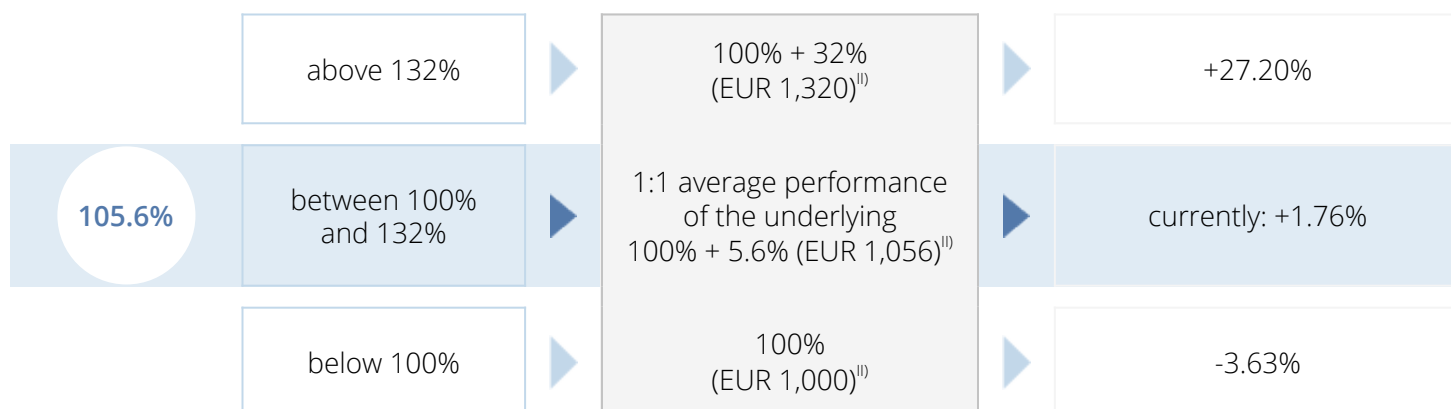 above 132%
100% + 32%
(EUR 1,320)II)
+27.20%
105.6%
between 100%
and 132%
1:1 average performance
of the underlying
100% + 5.6% (EUR 1,056)II)
currently: +1.76%
below 100%
100%
(EUR 1,000)II)
-3.63%